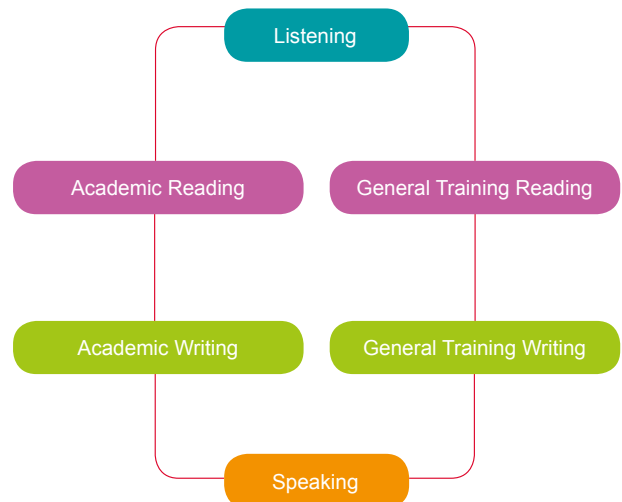 Listening
Academic Reading
General Training Reading
Academic Writing
General Training Writing
Speaking